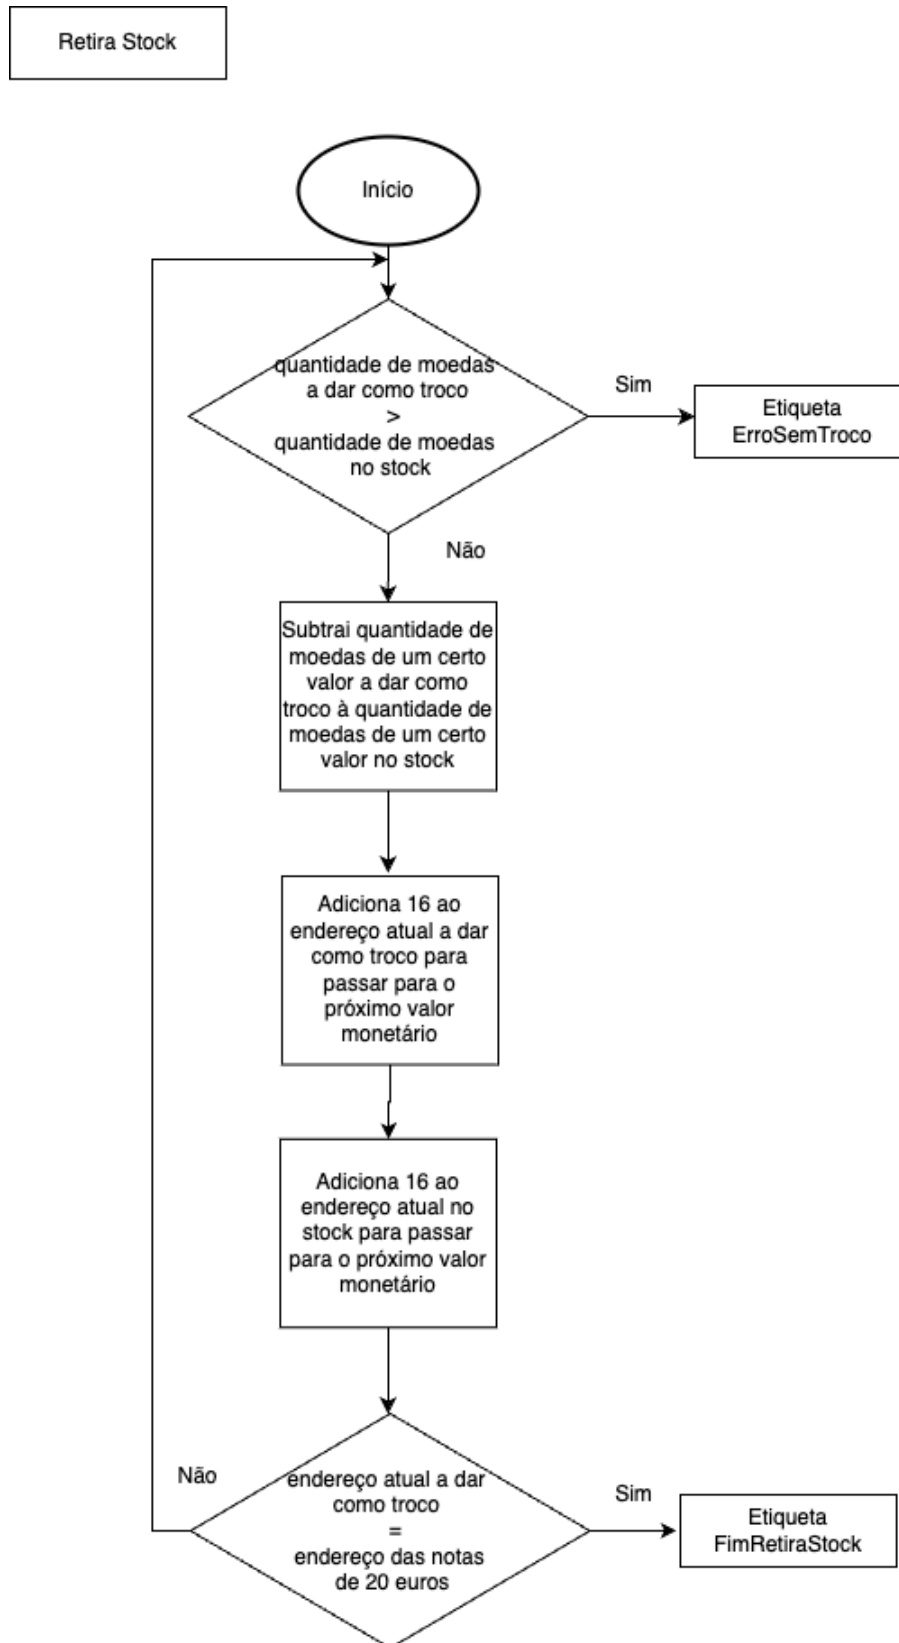 Retira Stock
Início
quantidade de moedas
a dar como troco
>
quantidade de moedas
no stock
Sim
Etiqueta
ErroSemTroco
Não
Subtrai quantidade de
moedas de um certo
valor a dar como
troco à quantidade de
moedas de um certo
valor no stock
Adiciona 16 ao
endereço atual a dar
como troco para
passar para o
próximo valor
monetário
Adiciona 16 ao
endereço atual no
stock para passar
para o próximo valor
monetário
Não
endereço atual a dar
como troco
=
endereço das notas
de 20 euros
Sim
Etiqueta
FimRetiraStock